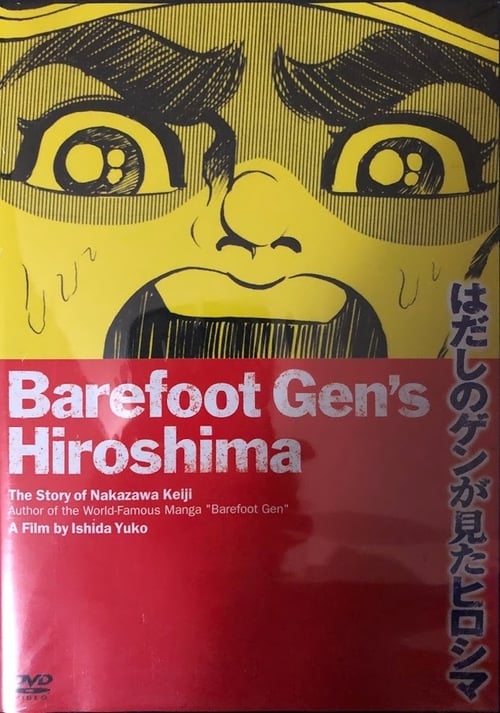 Barefoot Gen's
Hiroshima
The Story of Nakazawa Keiji
Author of the World-Famous Manga "Barefoot Gen"
A Film by Ishida Yuko
はだしのゲンが見たヒロシマ
DVD
VIDEO